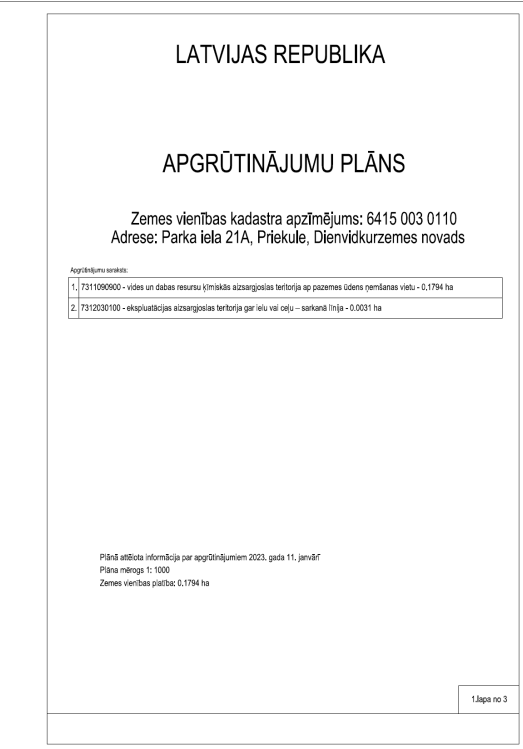 LATVIJAS REPUBLIKA
APGRŪTINĀJUMU PLĀNS
Zemes vienības kadastra apzīmējums: 6415 003 0110
Adrese: Parka iela 21A, Priekule, Dienvidkurzemes novads
Apgrūtinājumu saraksts:
1. 7311090900 - vides un dabas resursu ķīmiskās aizsargjoslas teritorija ap pazemes ūdens ņemšanas vietu - 0,1794 ha
2. 7312030100 - ekspluatācijas aizsargjoslas teritorija gar ielu vai ceļu – sarkanā līnija - 0.0031 ha
Plānā attēlota informācija par apgrūtinājumiem 2023. gada 11. janvārī
Plāna mērogs 1: 1000
Zemes vienības platība: 0,1794 ha
1.lapa no 3